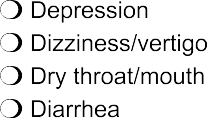 Depression
Dizziness/vertigo
Dry throat/mouth
Diarrhea